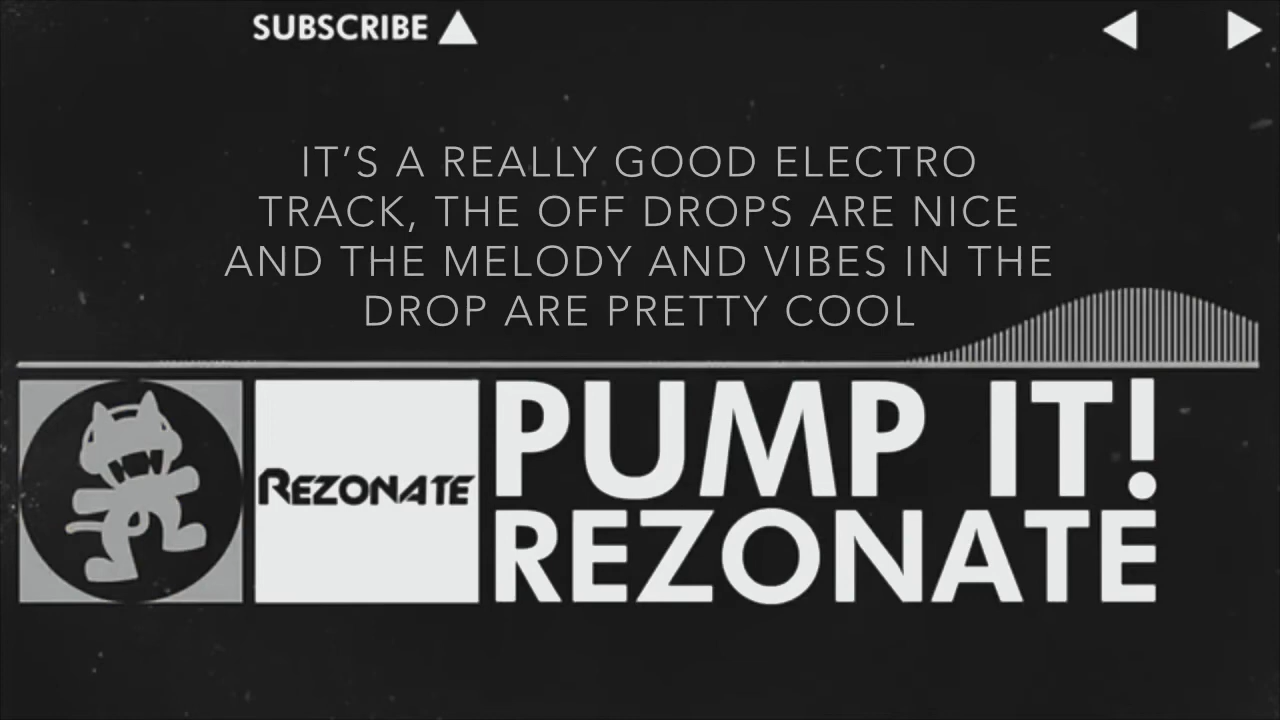 SUBSCRIBE
IT’S A REALLY GOOD ELECTRO
TRACK, THE OFF DROPS ARE NICE
AND THE MELODY AND VIBES IN THE
DROP ARE PRETTY COOL
REZONATE
PUMP IT!
REZONATE